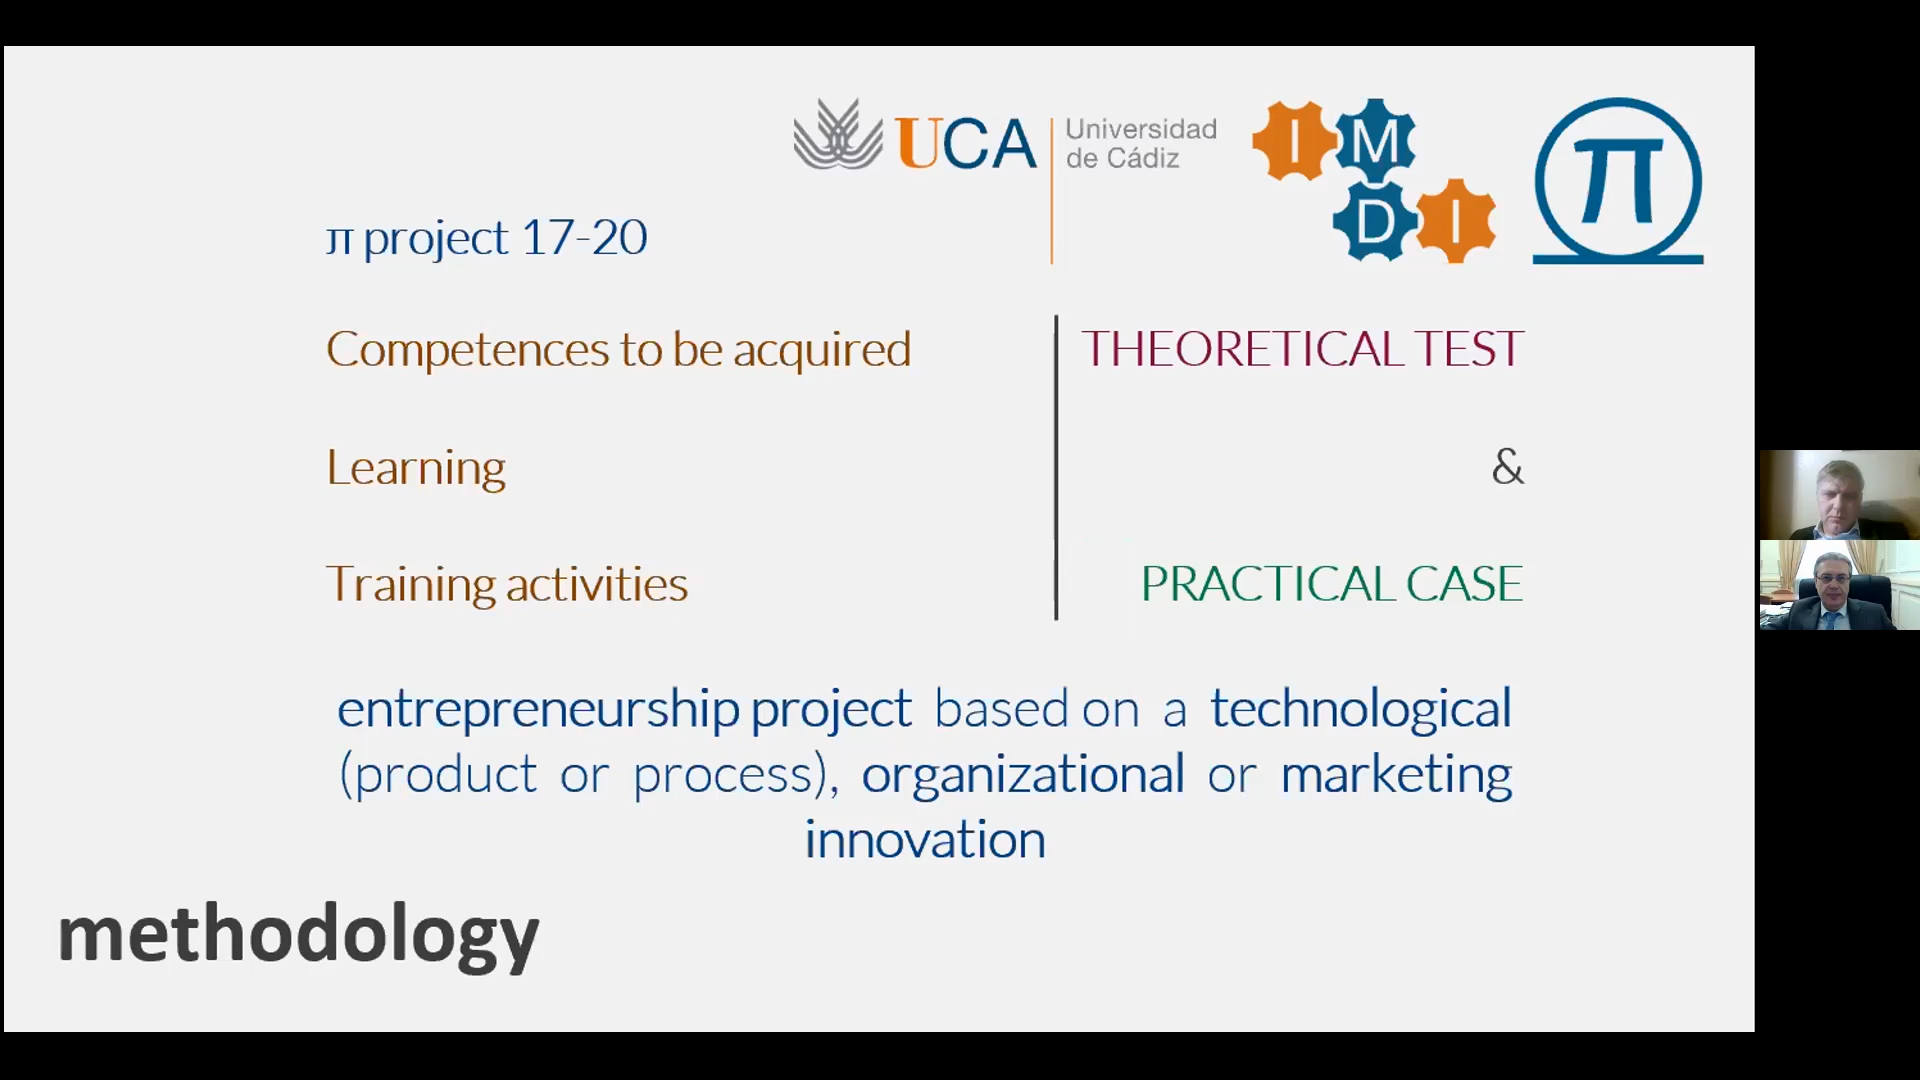 UCA
Universidad
de Cádiz
I M
D I
π
π project 17-20
Competences to be acquired
THEORETICAL TEST
Learning
&
Training activities
PRACTICAL CASE
entrepreneurship project based on a technological
(product or process), organizational or marketing
innovation
methodology